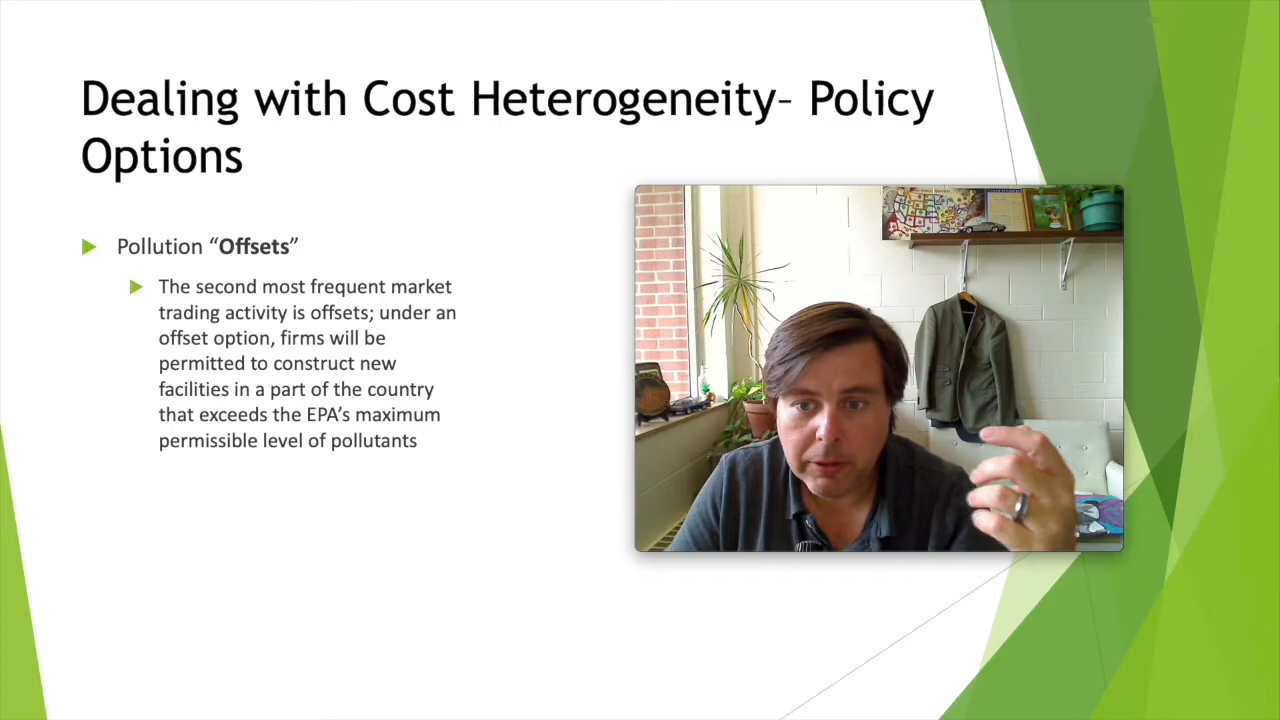 Dealing with Cost Heterogeneity– Policy
Options
Pollution “Offsets”
The second most frequent market
trading activity is offsets; under an
offset option, firms will be
permitted to construct new
facilities in a part of the country
that exceeds the EPA’s maximum
permissible level of pollutants